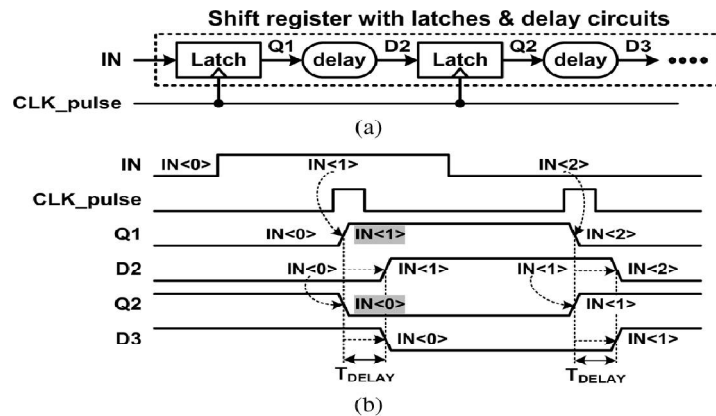 Shift register with latches & delay circuits
IN Latch Q1 delay D2 Latch Q2 delay D3
CLK_pulse
(a)
IN IN<0> IN<1> IN<2>
CLK_pulse
Q1 IN<0> IN<1> IN<2>
D2 IN<0> IN<1> IN<1> IN<2>
Q2 IN<0> IN<1>
D3 IN<0> IN<1>
TDELAY TDELAY
(b)